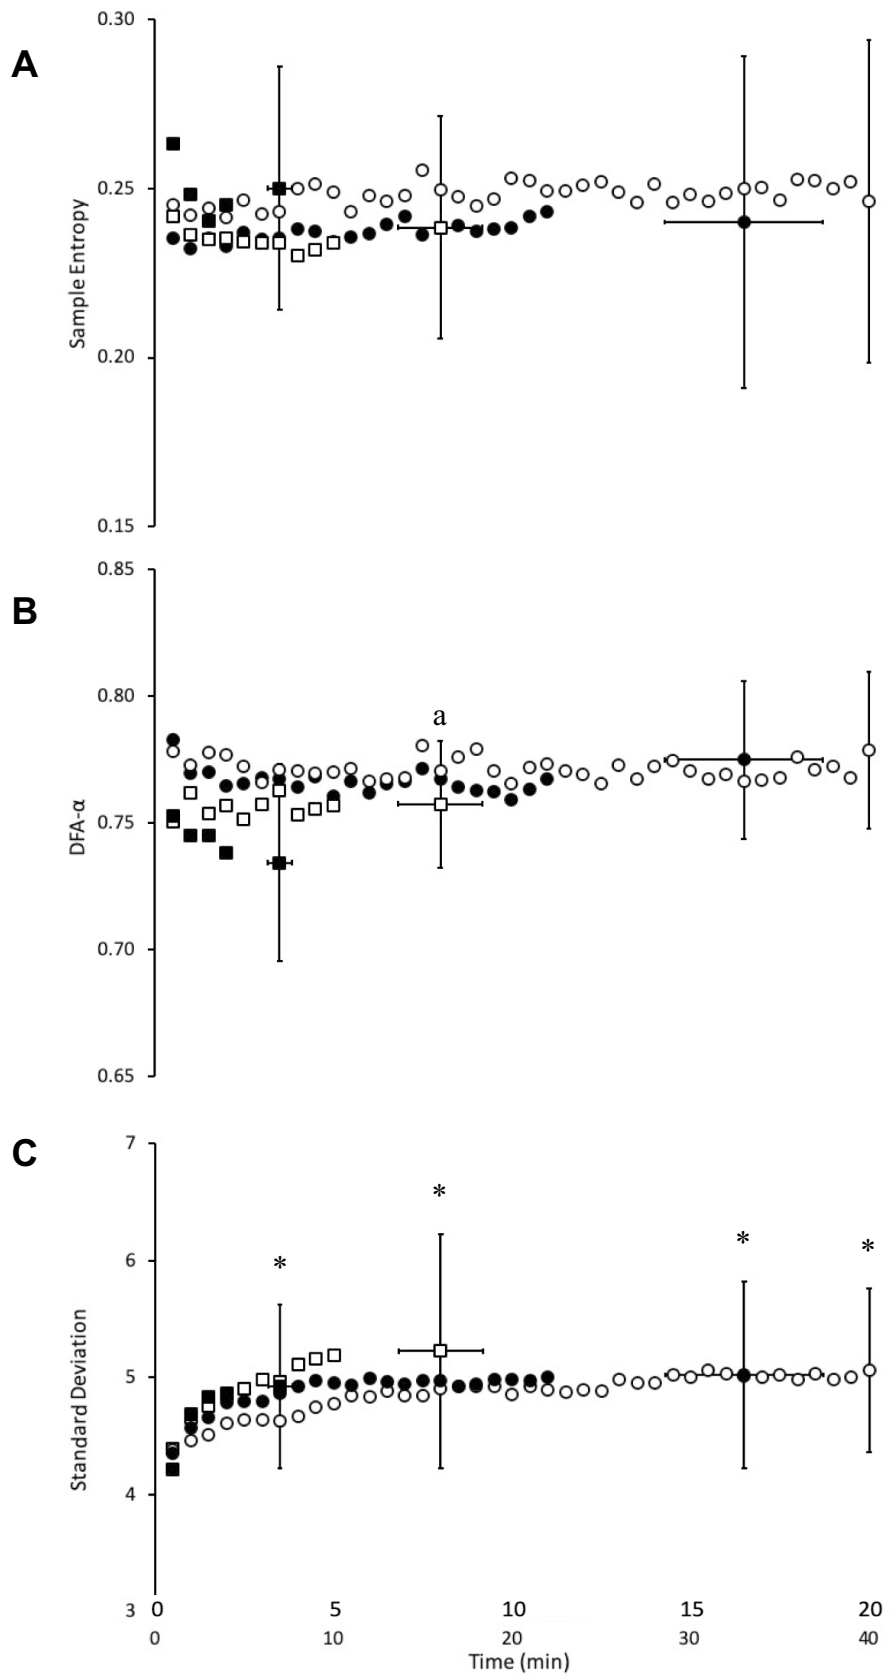 A
0.30
0.25
0.20
0.15
Sample Entropy
B
0.85
0.80
0.75
0.70
0.65
DFA-α
a
C
7
6
5
4
3
Standard Deviation
* * * *
0 5 10 15 20
0 10 20 30 40
Time (min)